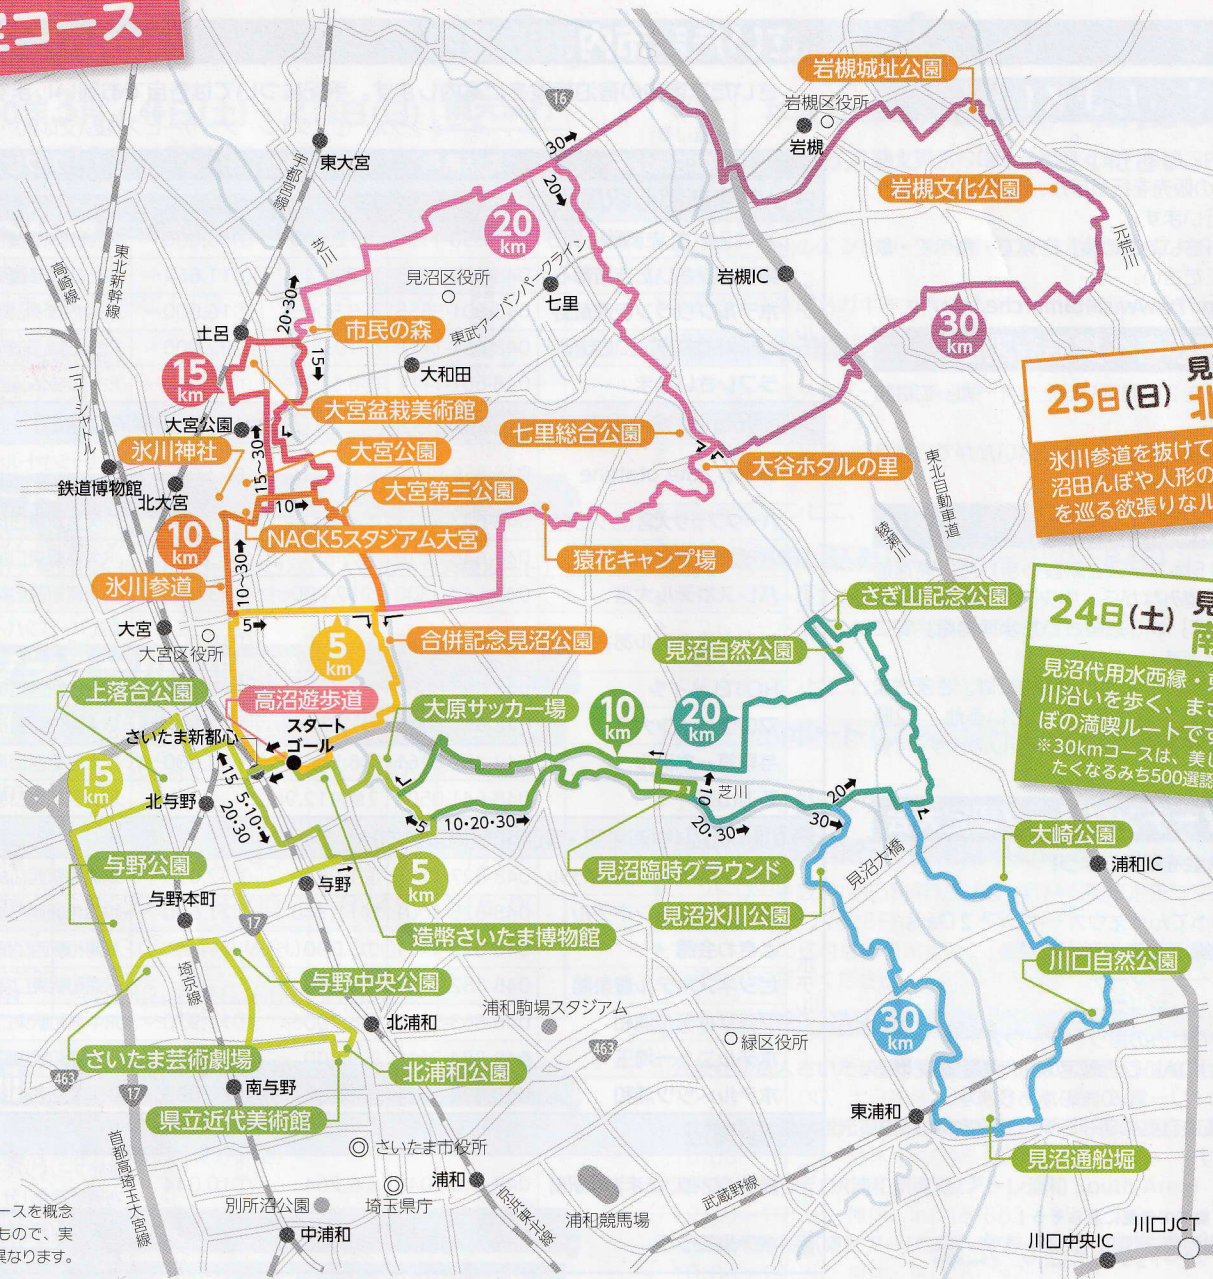 コース
岩槻城址公園
16
岩槻区役所
岩槻
30➡
東大宮
宇都宮線
20➡
岩槻文化公園
20
km
芝川
元荒川
東北新幹線
高崎線
見沼区役所
岩槻IC
東武アーバンパークライン
七里
20・30➡
30
km
土呂
市民の森
15➡
15
km
大和田
ニューシャトル
大宮盆栽美術館
25日(日)
氷川参道を抜けて
沼田んぼや人形の
を巡る欲張りなル
大宮公園
七里総合公園
氷川神社
大宮公園
15~30➡
大谷ホタルの里
東北自動車道
鉄道博物館
北大宮
大宮第三公園
10➡
10
km
NACK5スタジアム大宮
綾瀬川
猿花キャンプ場
氷川参道
10~30➡
さぎ山記念公園
大宮
大宮区役所
5➡
5
km
合併記念見沼公園
見沼自然公園
24日(土)
見沼代用水西縁・東
川沿いを歩く、まさ
ぼの満喫ルートです
※30kmコースは、美し
たくなるみち500選認
上落合公園
高沼遊歩道
大原サッカー場
10
km
20
km
さいたま新都心
スタート
ゴール
15
km
北与野
15
5・10・
20・30
芝川
10
20➡
5
10・20・30➡
20・30➡
30➡
大崎公園
与野公園
与野
5
km
見沼臨時グラウンド
見沼大橋
浦和IC
与野本町
17
見沼氷川公園
造幣さいたま博物館
埼京線
与野中央公園
川口自然公園
浦和駒場スタジアム
北浦和
30
km
463
緑区役所
さいたま芸術劇場
北浦和公園
463
17
南与野
県立近代美術館
東浦和
首都高埼玉大宮線
さいたま市役所
見沼通船堀
浦和
埼玉県庁
別所沼公園
京浜東北線
武蔵野線
浦和競馬場
ースを概念
もので、実
異なります。
中浦和
川口JCT
川口中央IC